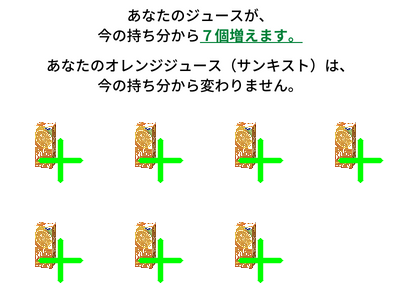 あなたのジュースが、
今の持ち分から７個増えます。
あなたのオレンジジュース（サンキスト）は、
今の持ち分から変わりません。